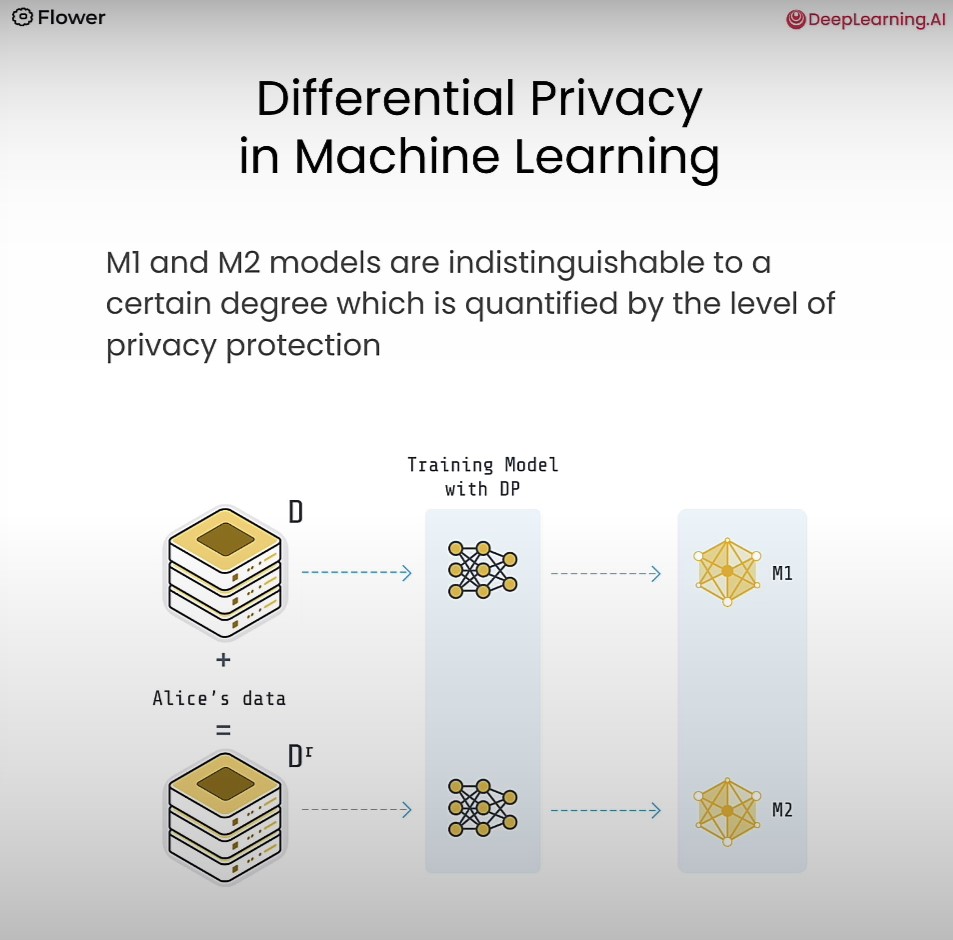 Flower
DeepLearning.AI
Differential Privacy
in Machine Learning
M1 and M2 models are indistinguishable to a
certain degree which is quantified by the level of
privacy protection
Training Model
with DP
D
M1
+
Alice's data
=
Dʳ
M2